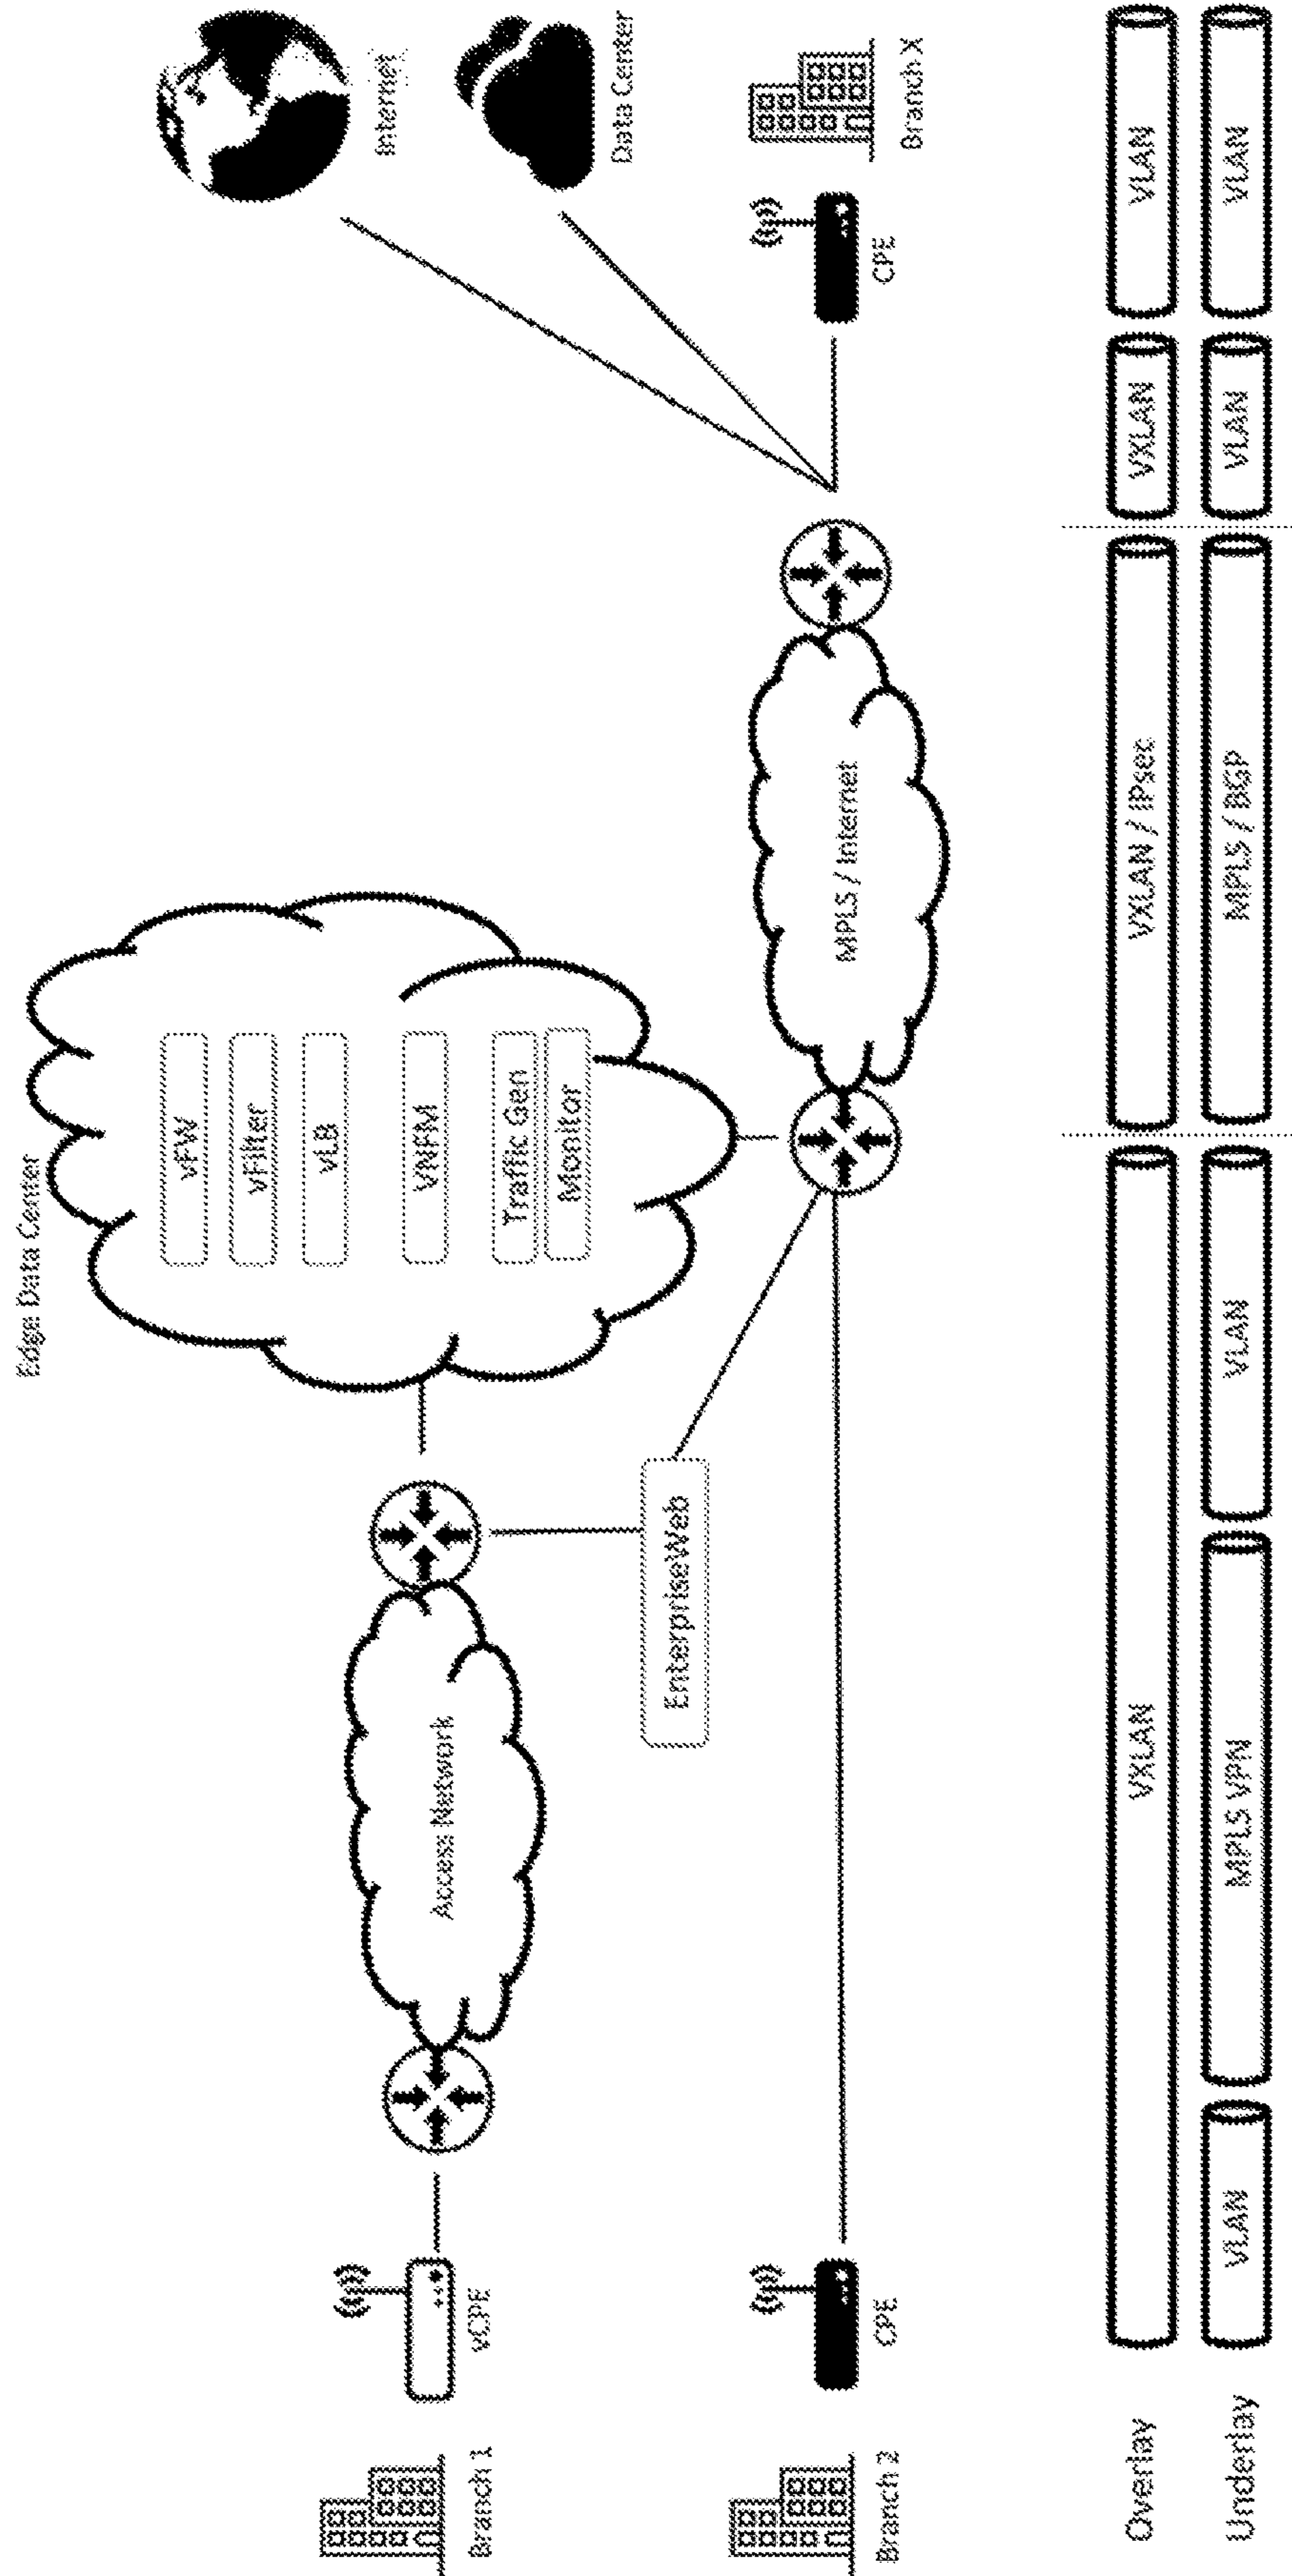 Edge Data Center
vFW
vFilter
vLB
VNFM
Traffic Gen
Monitor
Internet
Data Center
Access Network
EnterpriseWeb
MPLS / Internet
vCPE
Branch 1
CPE
Branch 2
CPE
Branch X
Overlay
VXLAN
VXLAN / IPsec
VXLAN
VLAN
Underlay
VLAN
MPLS VPN
VLAN
MPLS / BGP
VLAN
VLAN